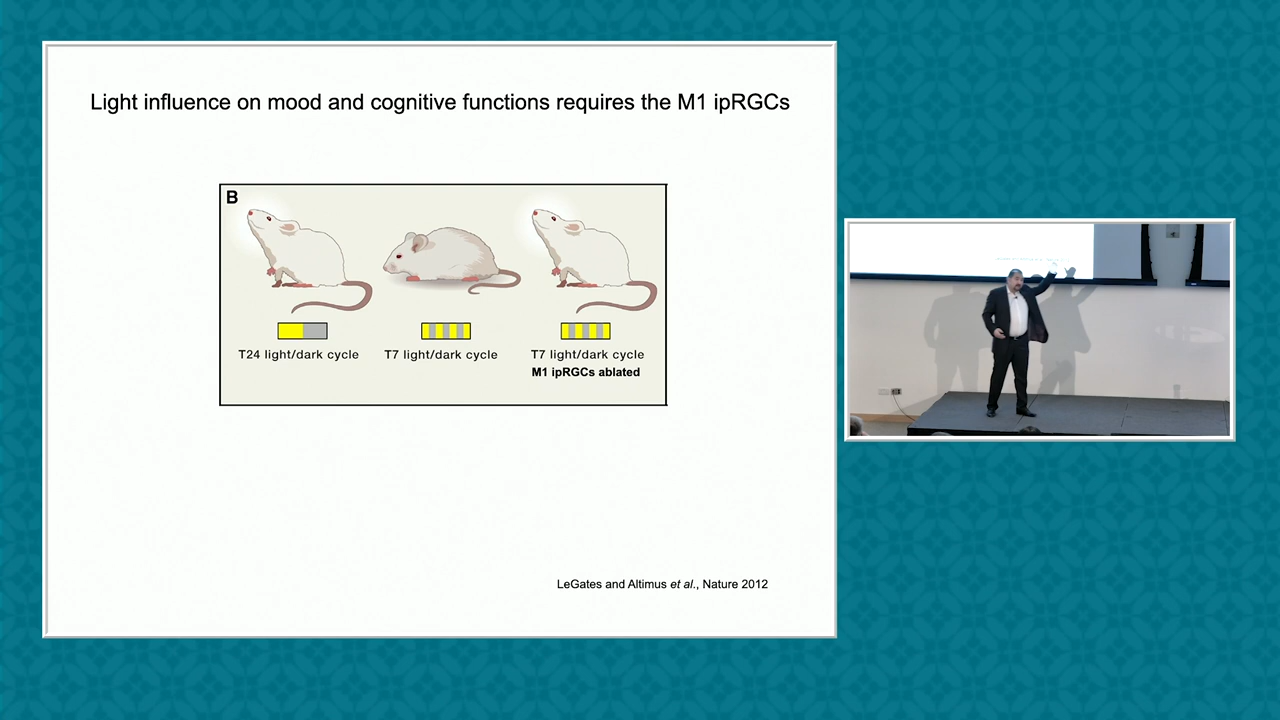 Light influence on mood and cognitive functions requires the M1 ipRGCs
B
T24 light/dark cycle
T7 light/dark cycle
T7 light/dark cycle
M1 ipRGCs ablated
LeGates and Altimus et al., Nature 2012